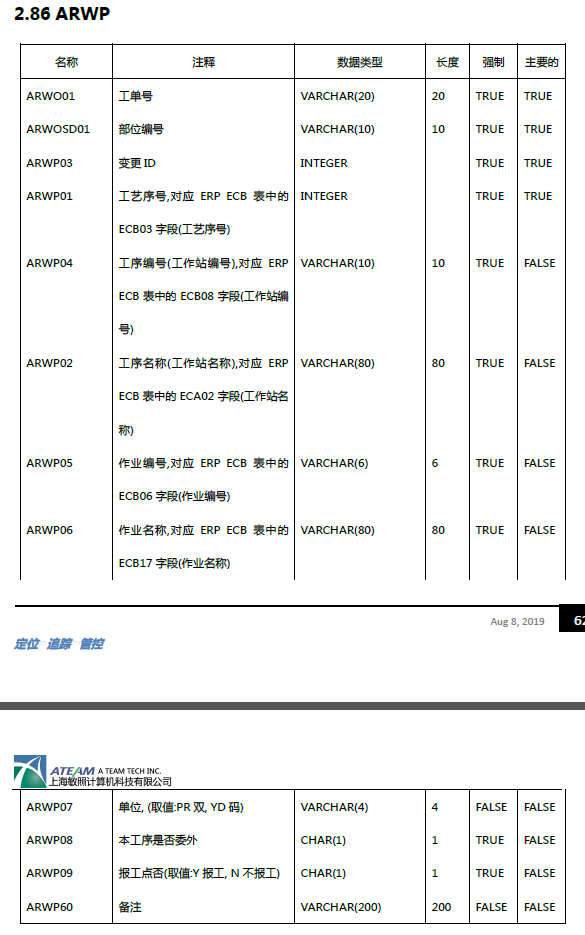 2.86 ARWP
名称 注释 数据类型 长度 强制 主要的
ARWO01 工单号 VARCHAR(20) 20 TRUE TRUE
ARWOSD01 部位编号 VARCHAR(10) 10 TRUE TRUE
ARWP03 变更 ID INTEGER TRUE TRUE
ARWP01 工艺序号,对应 ERP ECB 表中的 INTEGER TRUE TRUE
ECB03 字段(工艺序号)
ARWP04 工序编号(工作站编号),对应 ERP VARCHAR(10) 10 TRUE FALSE
ECB 表中的 ECB08 字段(工作站编
号)
ARWP02 工序名称(工作站名称),对应 ERP VARCHAR(80) 80 TRUE FALSE
ECB 表中的 ECA02 字段(工作站名
称)
ARWP05 作业编号,对应 ERP ECB 表中的 VARCHAR(6) 6 TRUE FALSE
ECB06 字段(作业编号)
ARWP06 作业名称,对应 ERP ECB 表中的 VARCHAR(80) 80 TRUE FALSE
ECB17 字段(作业名称)
Aug 8, 2019 62
定位 追踪 管控
ATEAM A TEAM TECH INC.
上海敏照计算机科技有限公司
ARWP07 单位, (取值:PR 双, YD 码) VARCHAR(4) 4 FALSE FALSE
ARWP08 本工序是否委外 CHAR(1) 1 TRUE FALSE
ARWP09 报工点否(取值:Y 报工, N 不报工) CHAR(1) 1 TRUE FALSE
ARWP60 备注 VARCHAR(200) 200 FALSE FALSE